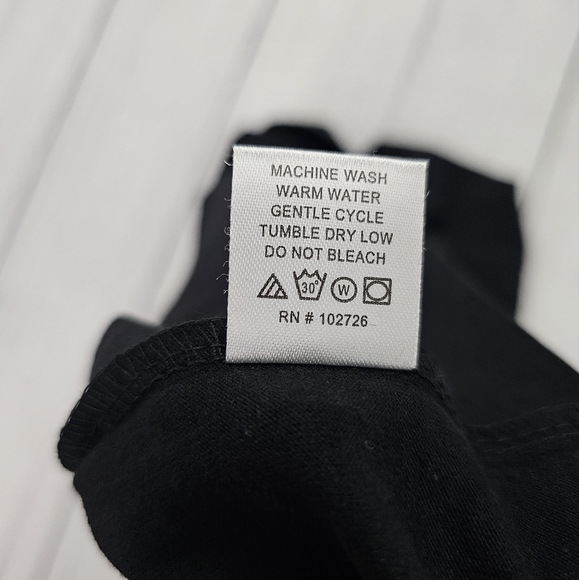 MACHINE WASH
WARM WATER
GENTLE CYCLE
TUMBLE DRY LOW
DO NOT BLEACH
30° W
RN # 102726